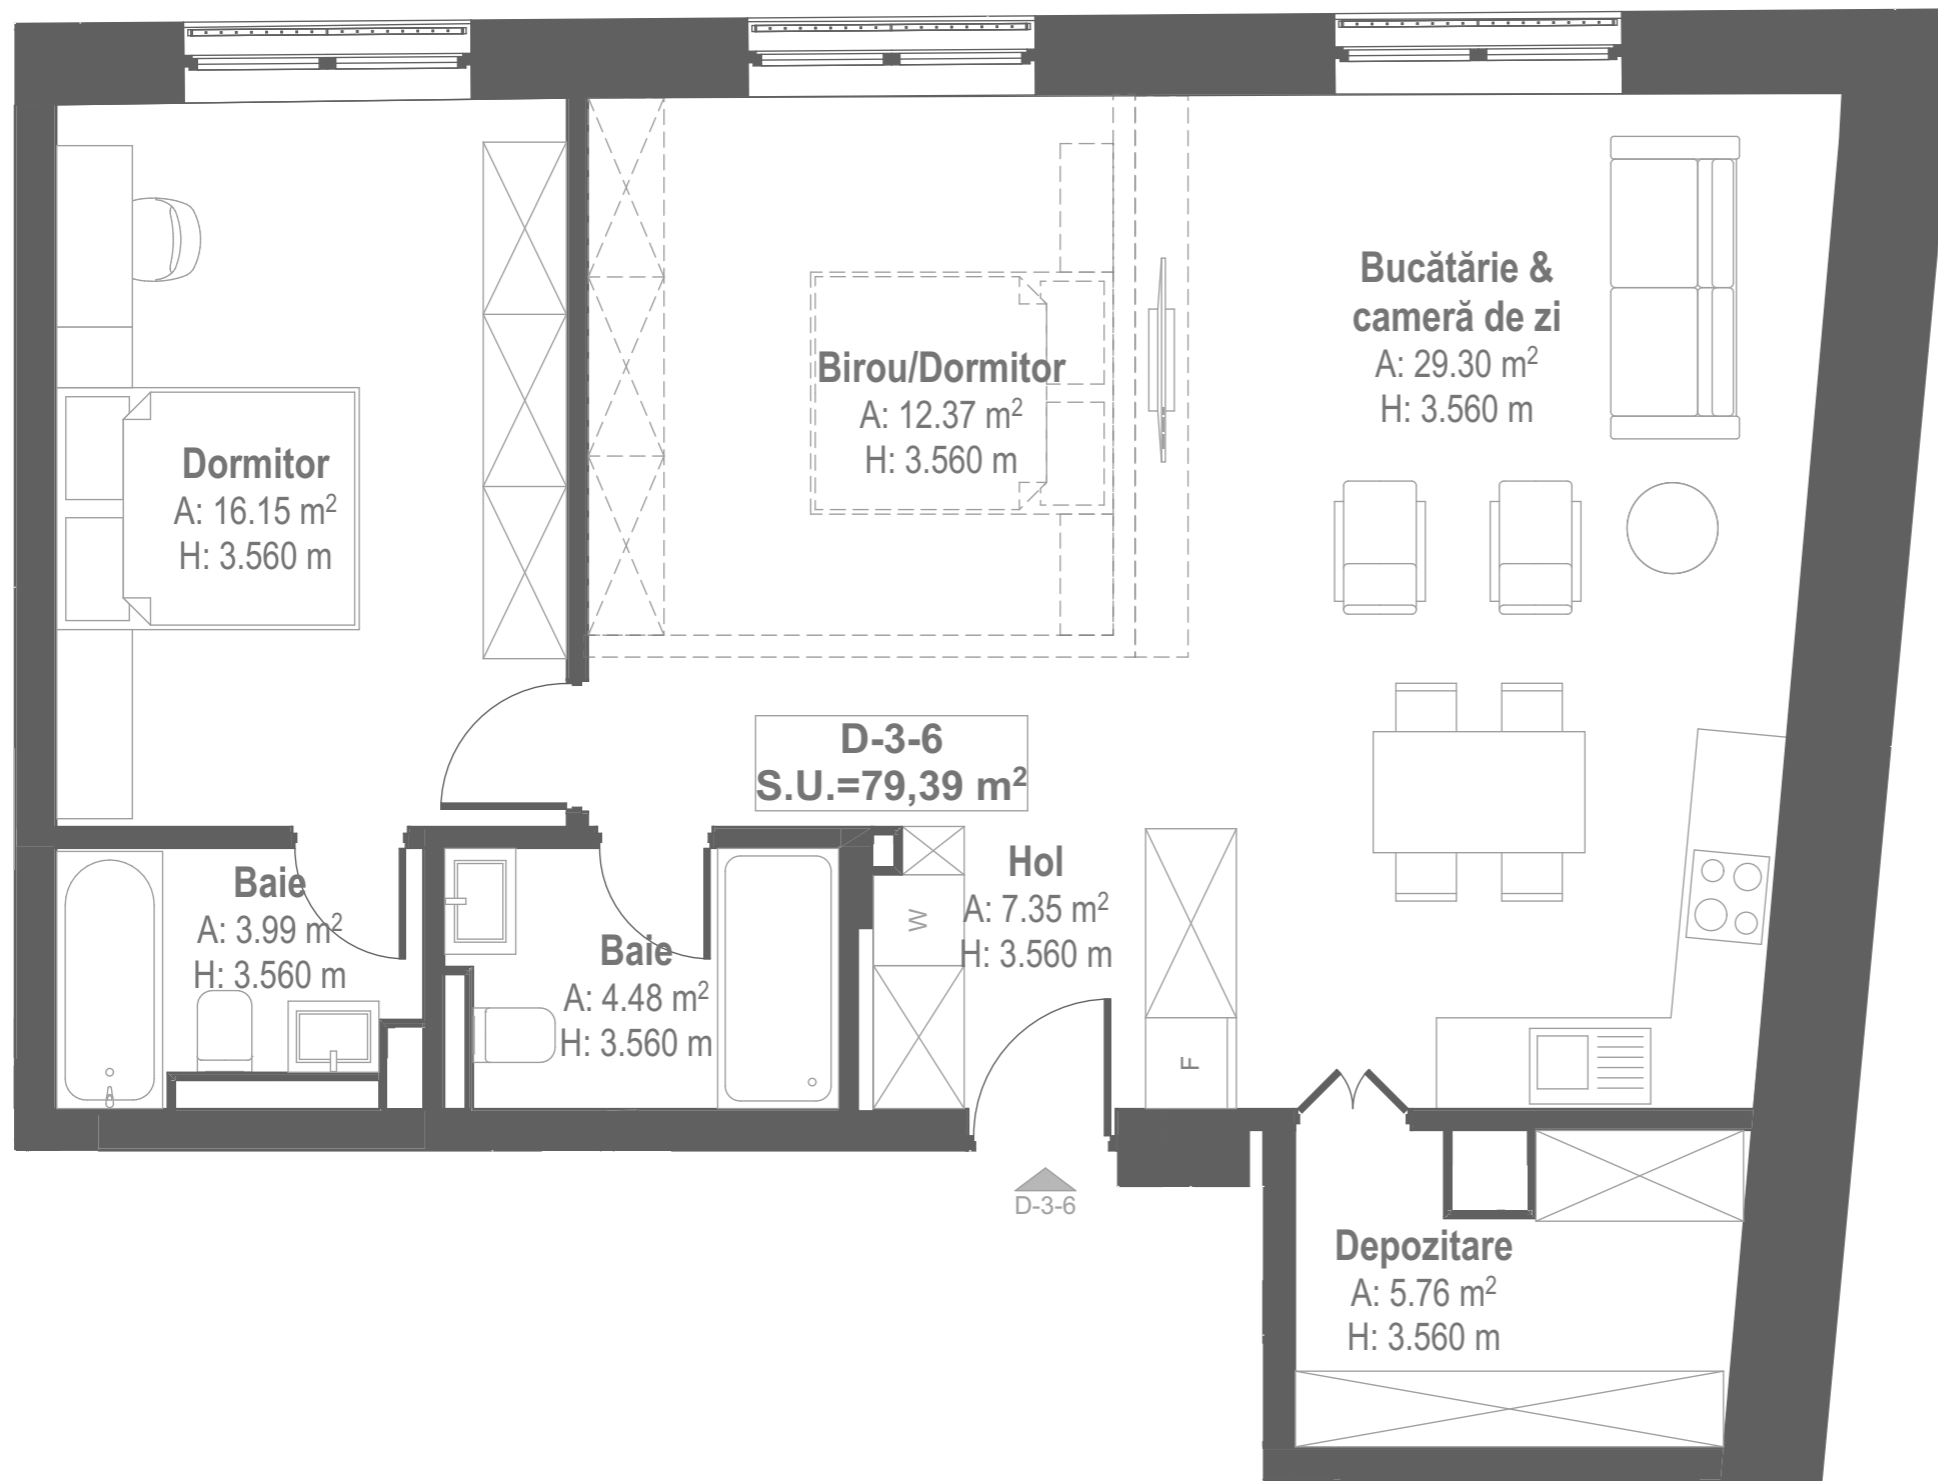 Bucătărie &
cameră de zi
A: 29.30 m²
H: 3.560 m
Birou/Dormitor
A: 12.37 m²
H: 3.560 m
Dormitor
A: 16.15 m²
H: 3.560 m
D-3-6
S.U.=79,39 m²
Hol
A: 7.35 m²
H: 3.560 m
Baie
A: 3.99 m²
H: 3.560 m
Baie
A: 4.48 m²
H: 3.560 m
W
F
D-3-6
Depozitare
A: 5.76 m²
H: 3.560 m